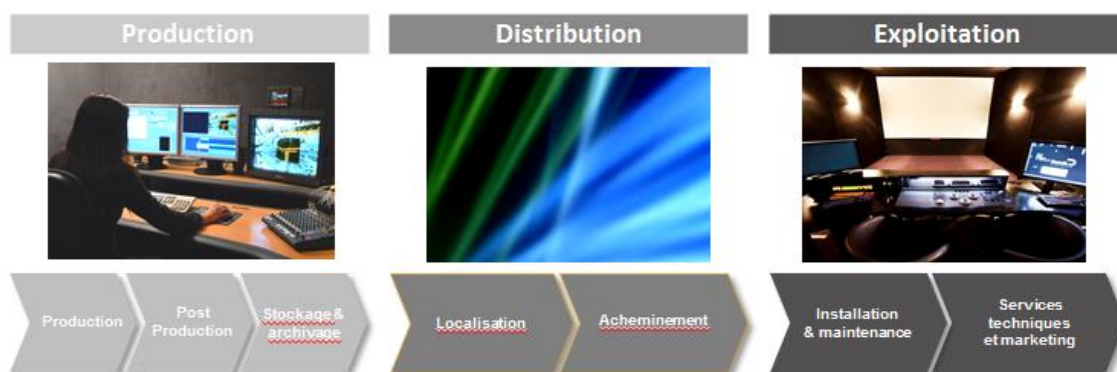 Production
Distribution
Exploitation
Production
Post
Production
Stockage &
archivage
Localisation
Acheminement
Installation
& maintenance
Services
techniques
et marketing